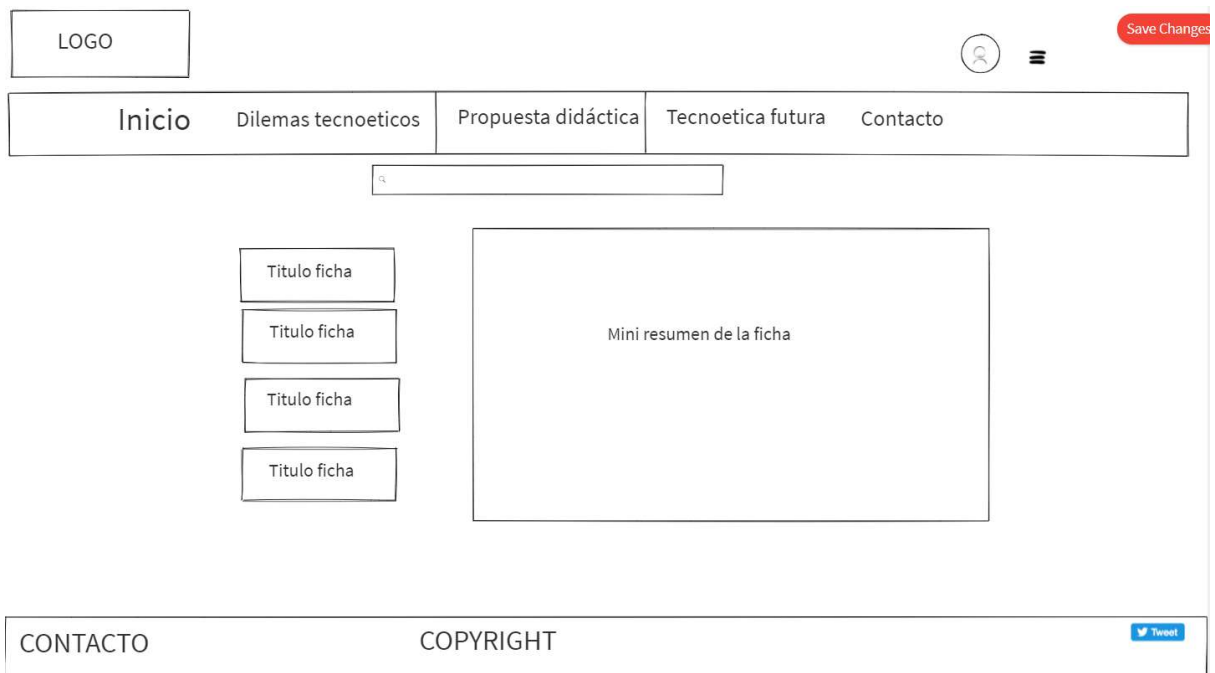 LOGO
Save Changes
Inicio
Dilemas tecnoeticos
Propuesta didáctica
Tecnoetica futura
Contacto
Titulo ficha
Titulo ficha
Titulo ficha
Titulo ficha
Mini resumen de la ficha
CONTACTO
COPYRIGHT
Tweet